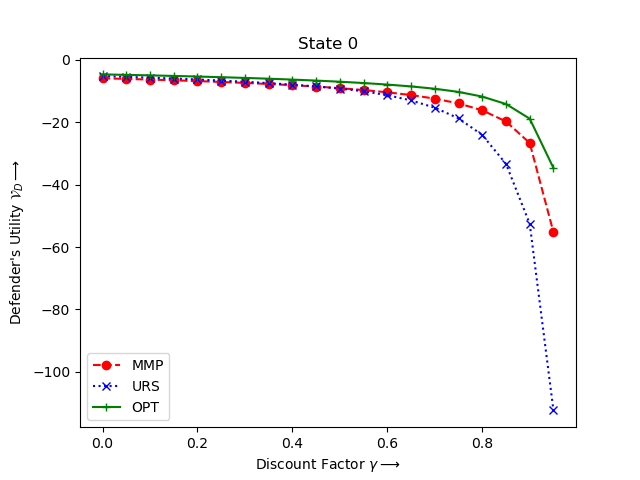 State 0
Defender's Utility 𝒱_D ⟶
0
−20
−40
−60
−80
−100
MMP
URS
OPT
0.0 0.2 0.4 0.6 0.8
Discount Factor γ ⟶